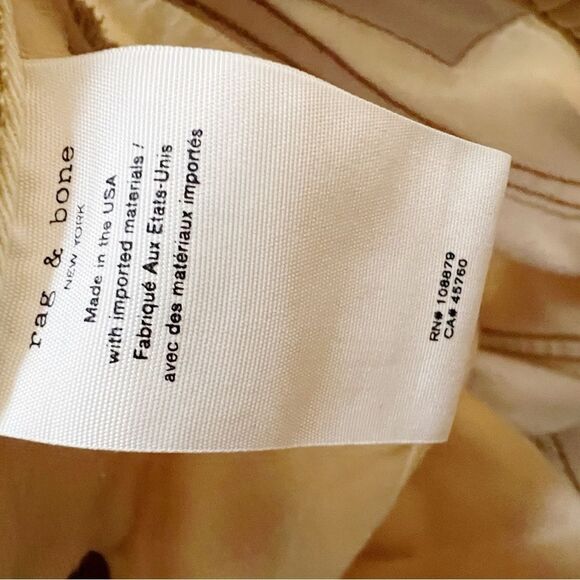 rag & bone
NEW YORK
Made in the USA
with imported materials /
Fabriqué Aux Etats-Unis
avec des matériaux importés
RN# 108879
CA# 45760